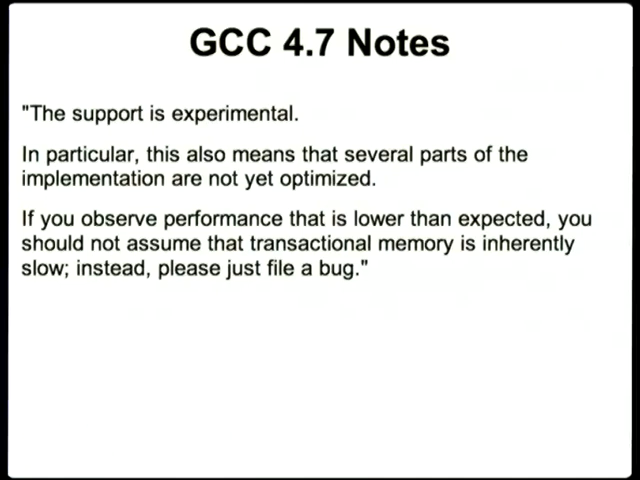 GCC 4.7 Notes
"The support is experimental.
In particular, this also means that several parts of the
implementation are not yet optimized.
If you observe performance that is lower than expected, you
should not assume that transactional memory is inherently
slow; instead, please just file a bug."